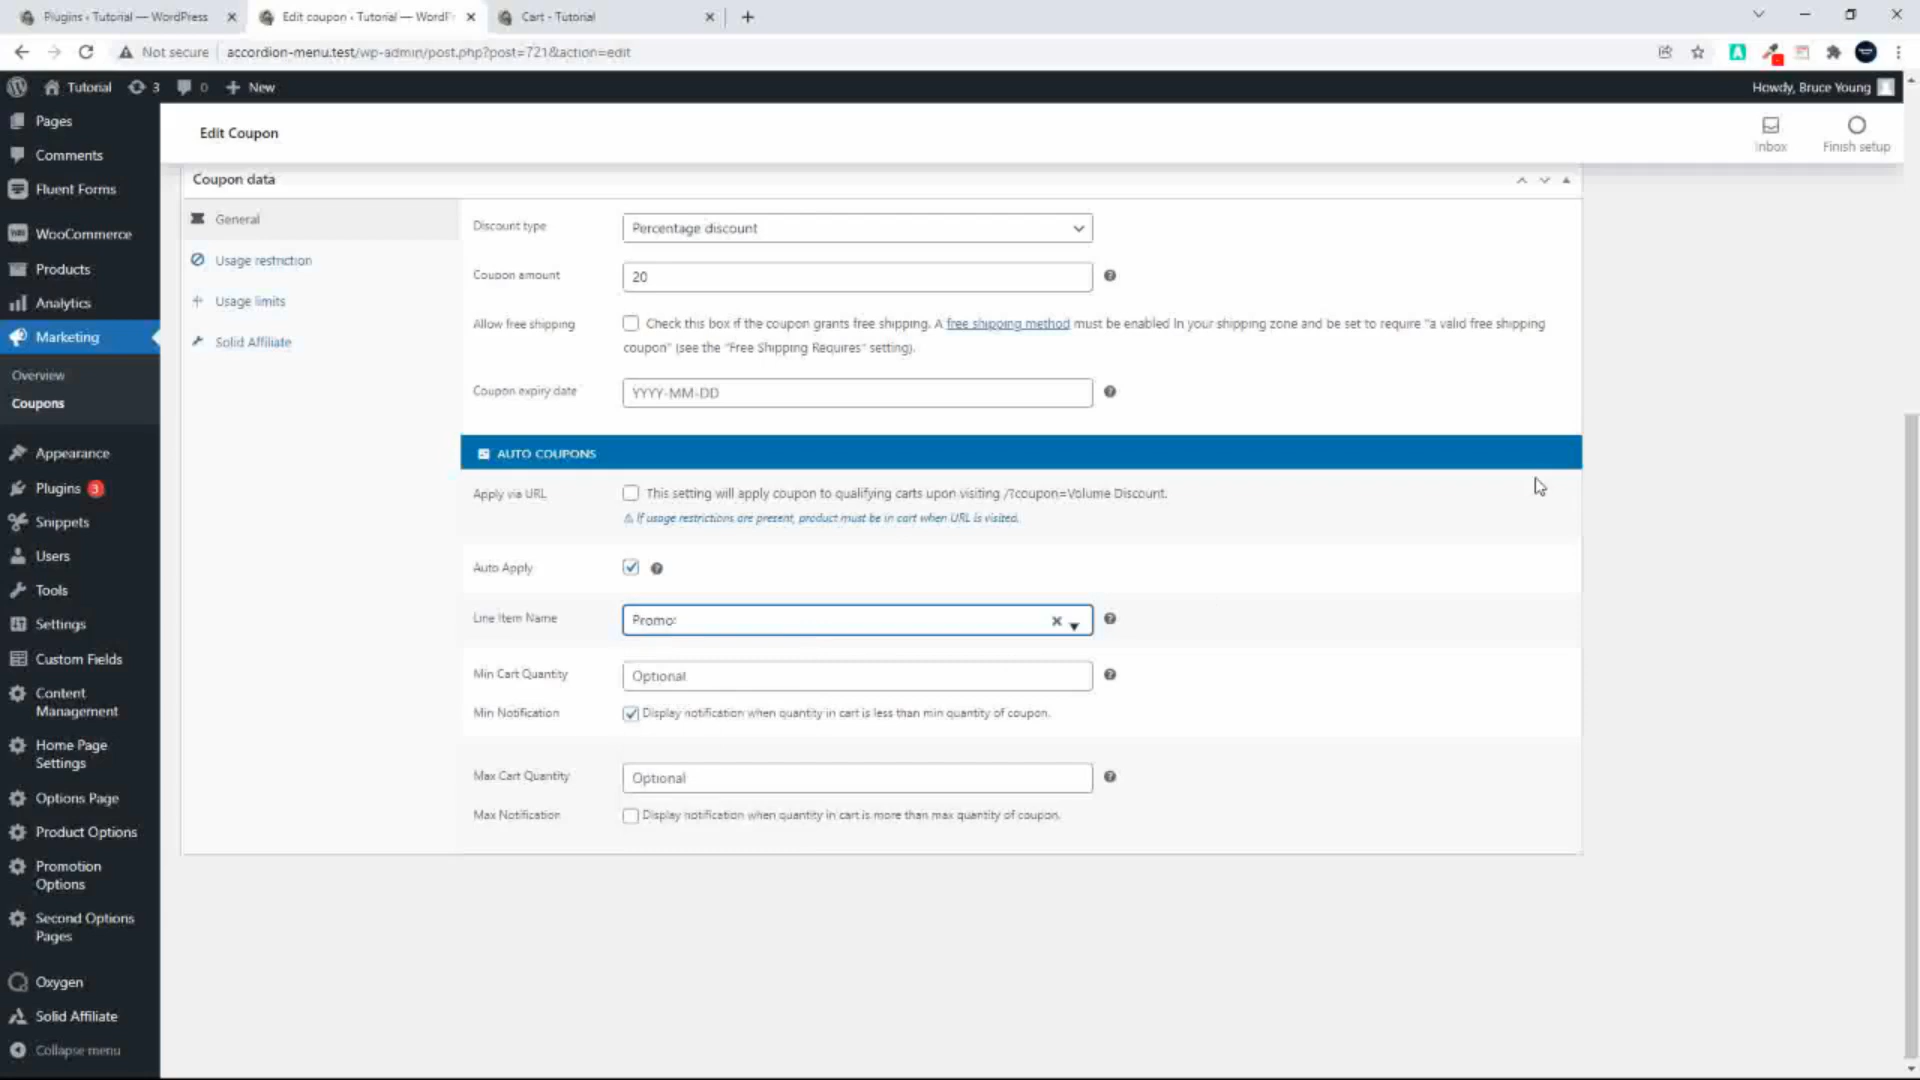 Plugins ‹ Tutorial — WordPress
Edit coupon ‹ Tutorial — WordPr
Cart - Tutorial
Not secure
accordion-menu.test/wp-admin/post.php?post=721&action=edit
Tutorial
3
0
New
Howdy, Bruce Young
Pages
Comments
Fluent Forms
WooCommerce
Products
Analytics
Marketing
Overview
Coupons
Appearance
Plugins 3
Snippets
Users
Tools
Settings
Custom Fields
Content
Management
Home Page
Settings
Options Page
Product Options
Promotion
Options
Second Options
Pages
Oxygen
Solid Affiliate
Collapse menu
Edit Coupon
Inbox
Finish setup
Coupon data
General
Usage restriction
Usage limits
Solid Affiliate
Discount type
Percentage discount
Coupon amount
20
Allow free shipping
Check this box if the coupon grants free shipping. A free shipping method must be enabled in your shipping zone and be set to require "a valid free shipping
coupon" (see the "Free Shipping Requires" setting).
Coupon expiry date
YYYY-MM-DD
AUTO COUPONS
Apply via URL
This setting will apply coupon to qualifying carts upon visiting /?coupon=Volume Discount.
⚠ If usage restrictions are present, product must be in cart when URL is visited.
Auto Apply
Line Item Name
Promo:
Min Cart Quantity
Optional
Min Notification
Display notification when quantity in cart is less than min quantity of coupon.
Max Cart Quantity
Optional
Max Notification
Display notification when quantity in cart is more than max quantity of coupon.